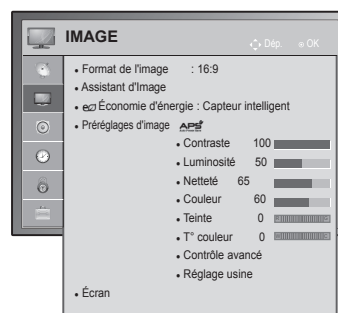 IMAGE
Dép. OK
• Format de l'image : 16:9
• Assistant d'Image
• Économie d'énergie : Capteur intelligent
• Préréglages d'image APS
• Contraste 100
• Luminosité 50
• Netteté 65
• Couleur 60
• Teinte 0
• T° couleur 0
• Contrôle avancé
• Réglage usine
• Écran